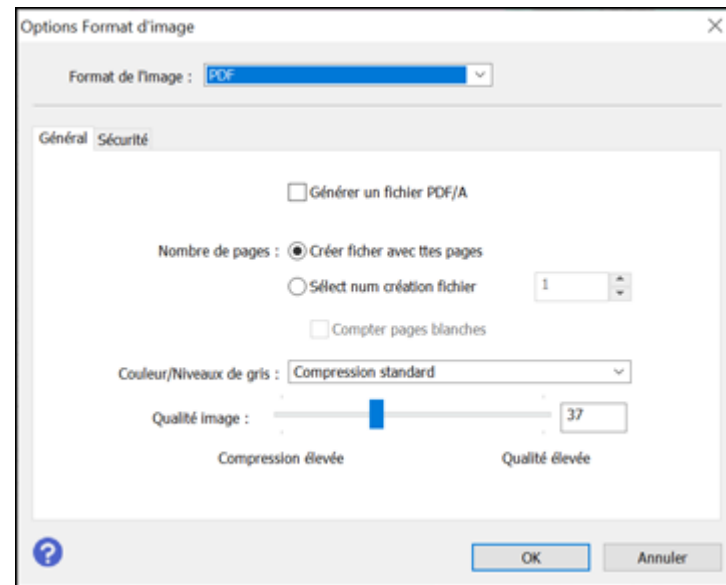 Options Format d'image
Format de l'image : PDF
Général Sécurité
Générer un fichier PDF/A
Nombre de pages : Créer ficher avec ttes pages
Sélect num création fichier 1
Compter pages blanches
Couleur/Niveaux de gris : Compression standard
Qualité image : 37
Compression élevée Qualité élevée
? OK Annuler